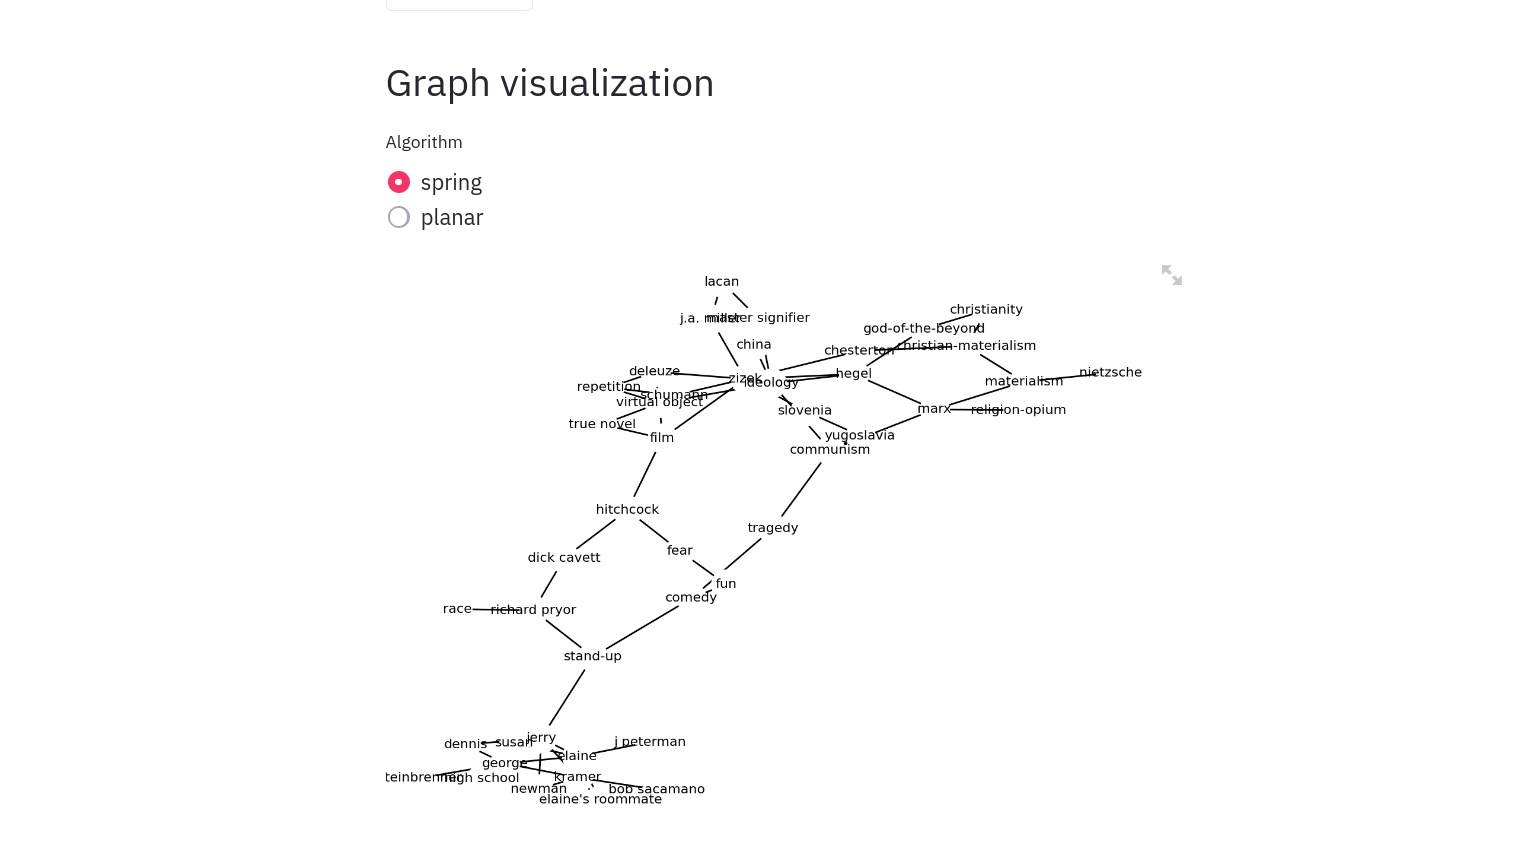 Graph visualization
Algorithm
spring
planar
lacan
j.a. miller
master signifier
christianity
god-of-the-beyond
china
chesterton
christian-materialism
deleuze
zizek
ideology
hegel
nietzsche
materialism
repetition
schumann
virtual object
slovenia
marx
religion-opium
true novel
film
yugoslavia
communism
hitchcock
tragedy
fear
dick cavett
fun
comedy
race
richard pryor
stand-up
jerry
dennis
susan
j peterman
elaine
george
teinbrenner
high school
kramer
newman
bob sacamano
elaine's roommate